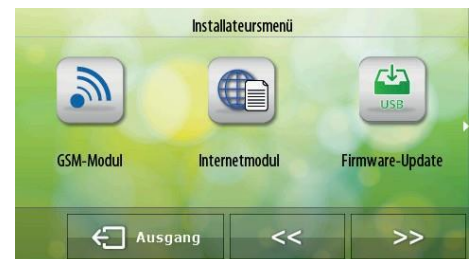 Installateursmenü
USB
GSM-Modul Internetmodul Firmware-Update
Ausgang << >>